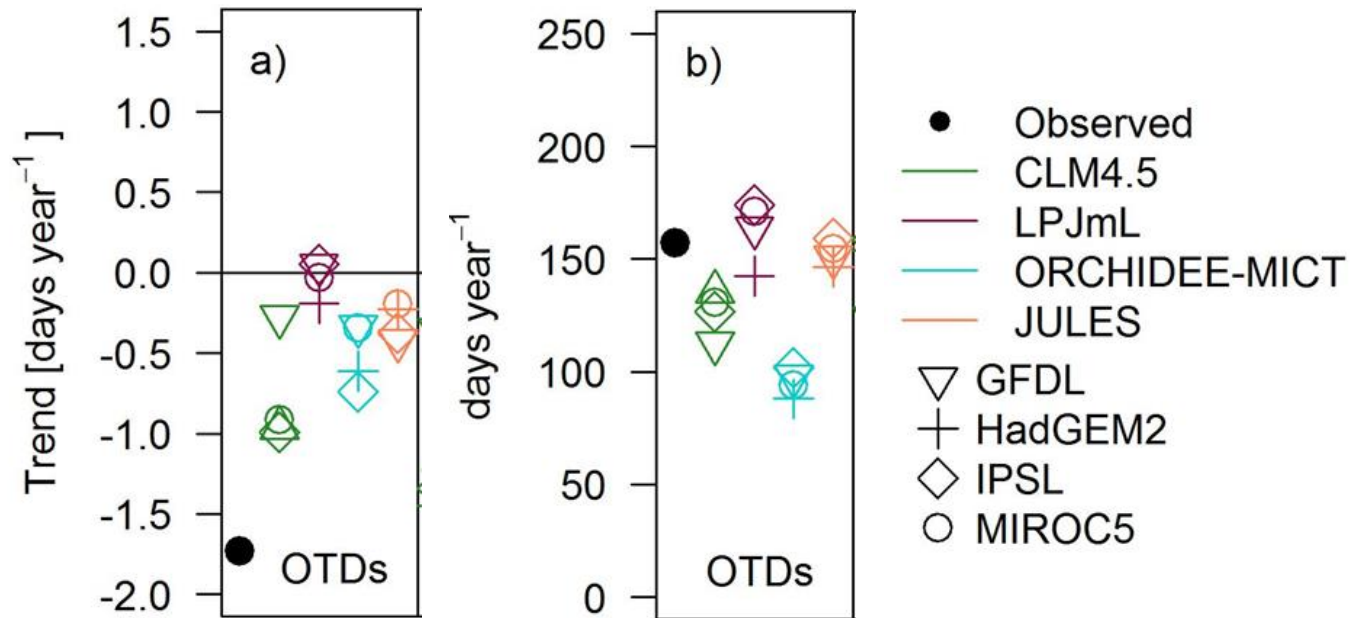 a)
1.5
1.0
0.5
0.0
-0.5
-1.0
-1.5
-2.0
Trend [days year⁻¹ ]
OTDs
b)
250
200
150
100
50
0
days year⁻¹
OTDs
Observed
CLM4.5
LPJmL
ORCHIDEE-MICT
JULES
GFDL
HadGEM2
IPSL
MIROC5